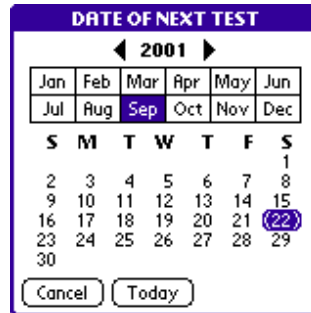 DATE OF NEXT TEST
2001
Jan Feb Mar Apr May Jun
Jul Aug Sep Oct Nov Dec
S M T W T F S
1
2 3 4 5 6 7 8
9 10 11 12 13 14 15
16 17 18 19 20 21 (22)
23 24 25 26 27 28 29
30
Cancel Today